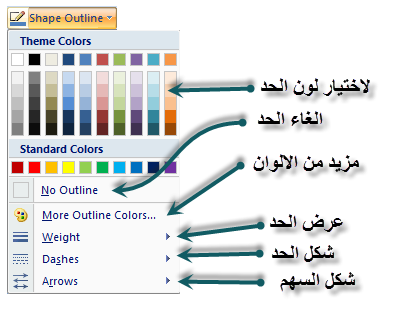 Shape Outline
Theme Colors
لاختيار لون الحد
الغاء الحد
Standard Colors
No Outline
مزيد من الالوان
More Outline Colors...
عرض الحد
Weight
شكل الحد
Dashes
شكل السهم
Arrows